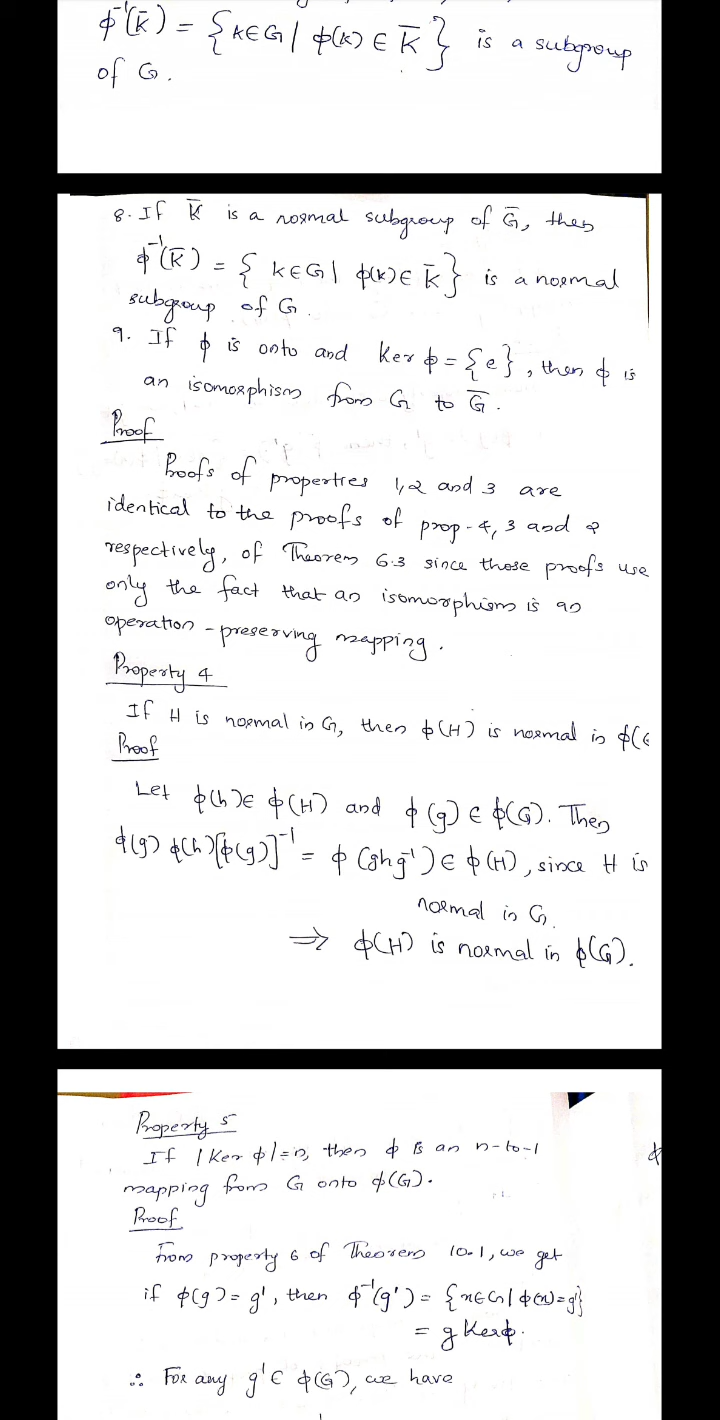 ϕ⁻¹(K̄) = {k∈G | ϕ(k) ∈ K̄} is a subgroup
of G.
8. If K̄ is a normal subgroup of Ḡ, then
ϕ⁻¹(K̄) = { k∈G | ϕ(k)∈ K̄} is a normal
subgroup of G.
9. If ϕ is onto and Ker ϕ = {e}, then ϕ is
an isomorphism from G to Ḡ.
Proof
Proofs of properties 1,2 and 3 are
identical to the proofs of prop-4, 3 and 2
respectively, of Theorem 6.3 since those proofs use
only the fact that an isomorphism is an
operation-preserving mapping.
Property 4
If H is normal in G, then ϕ(H) is normal in ϕ(G
Proof
Let ϕ(h)∈ ϕ(H) and ϕ(g) ∈ ϕ(G). Then
ϕ(g) ϕ(h)[ϕ(g)]⁻¹ = ϕ(ghg⁻¹)∈ ϕ(H), since H is
normal in G.
⇒ ϕ(H) is normal in ϕ(G).
Property 5
If |Ker ϕ|=n, then ϕ is an n-to-1
mapping from G onto ϕ(G).
Proof
From property 6 of Theorem 10.1, we get
if ϕ(g) = g', then ϕ⁻¹(g') = {x∈G | ϕ(x)=g'}
= g Kerϕ.
∴ For any g'∈ ϕ(G), we have